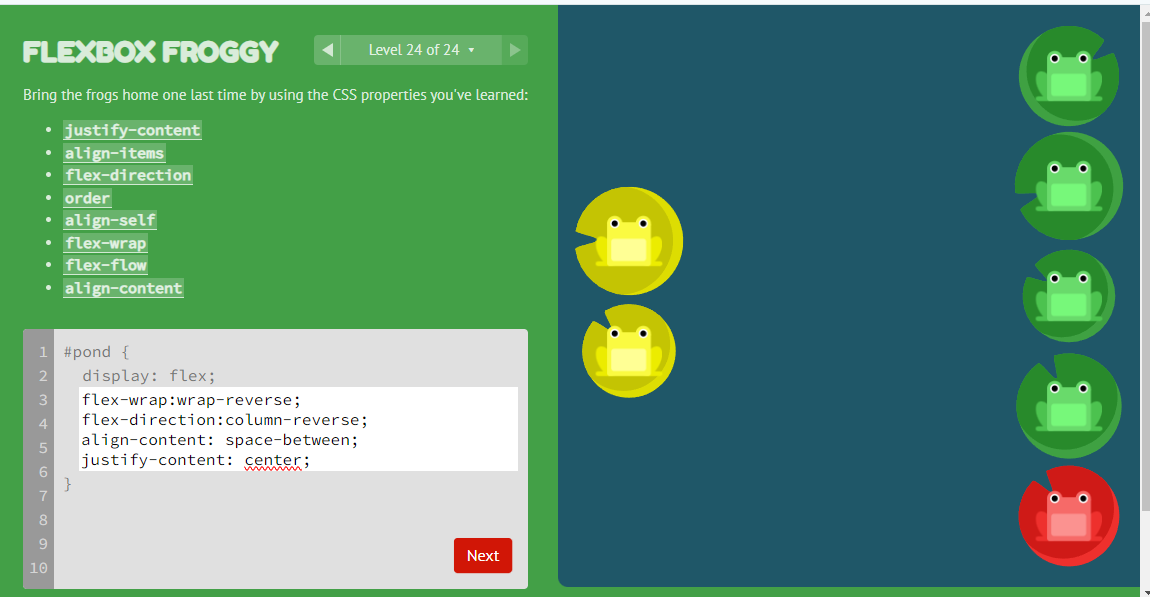 FLEXBOX FROGGY
◀ Level 24 of 24 ▾ ▶
Bring the frogs home one last time by using the CSS properties you've learned:
• justify-content
• align-items
• flex-direction
• order
• align-self
• flex-wrap
• flex-flow
• align-content
1 #pond {
2 display: flex;
3 flex-wrap:wrap-reverse;
4 flex-direction:column-reverse;
5 align-content: space-between;
6 justify-content: center;
7 }
8
9
10
Next